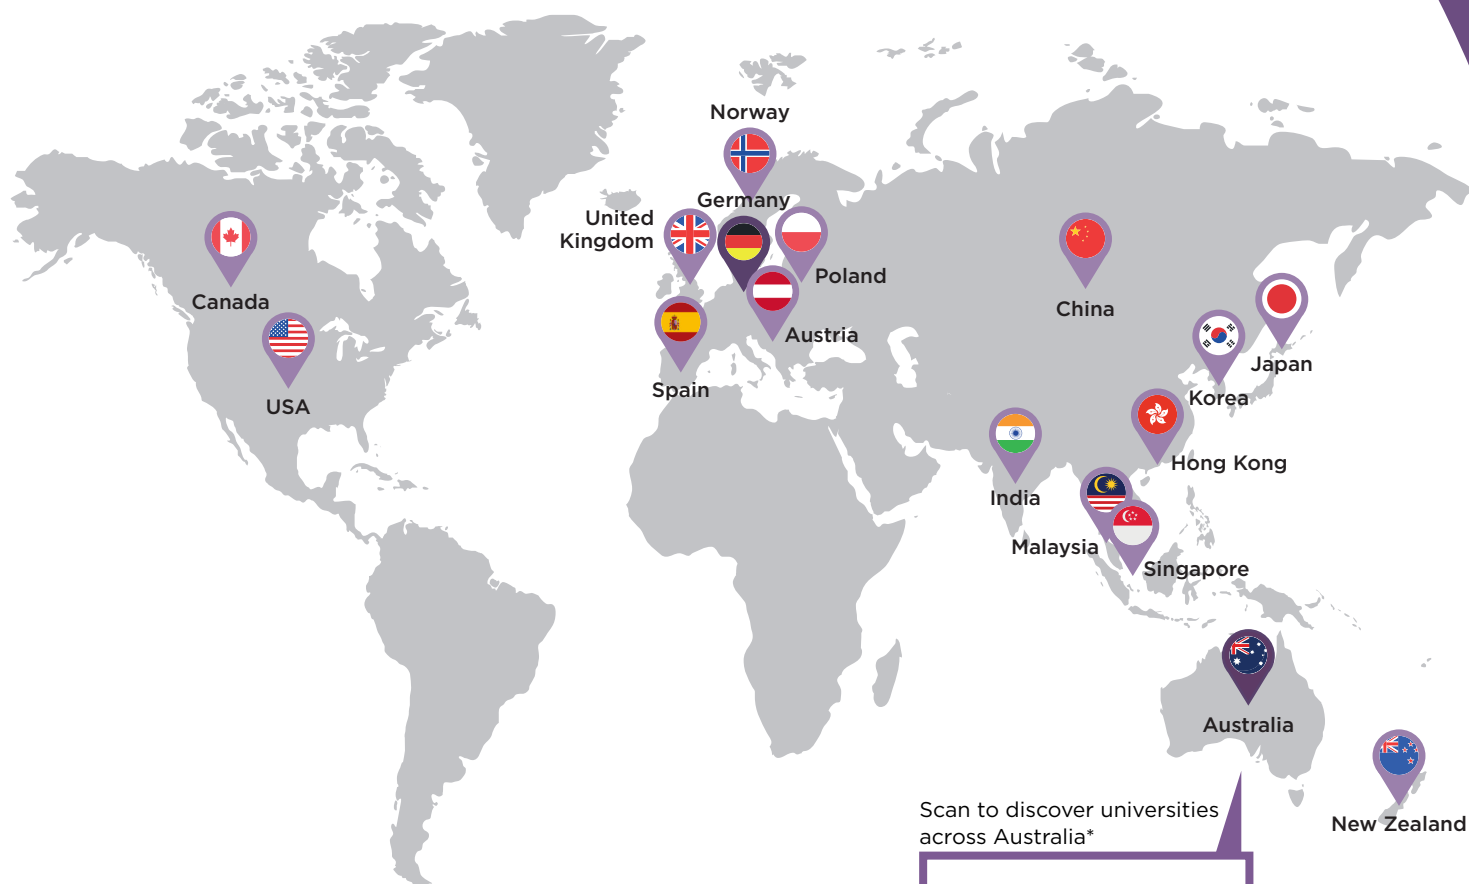 Norway
Germany
United
Kingdom
Poland
Canada
China
Austria
Japan
Spain
Korea
USA
Hong Kong
India
Malaysia
Singapore
Australia
Scan to discover universities
across Australia*
New Zealand